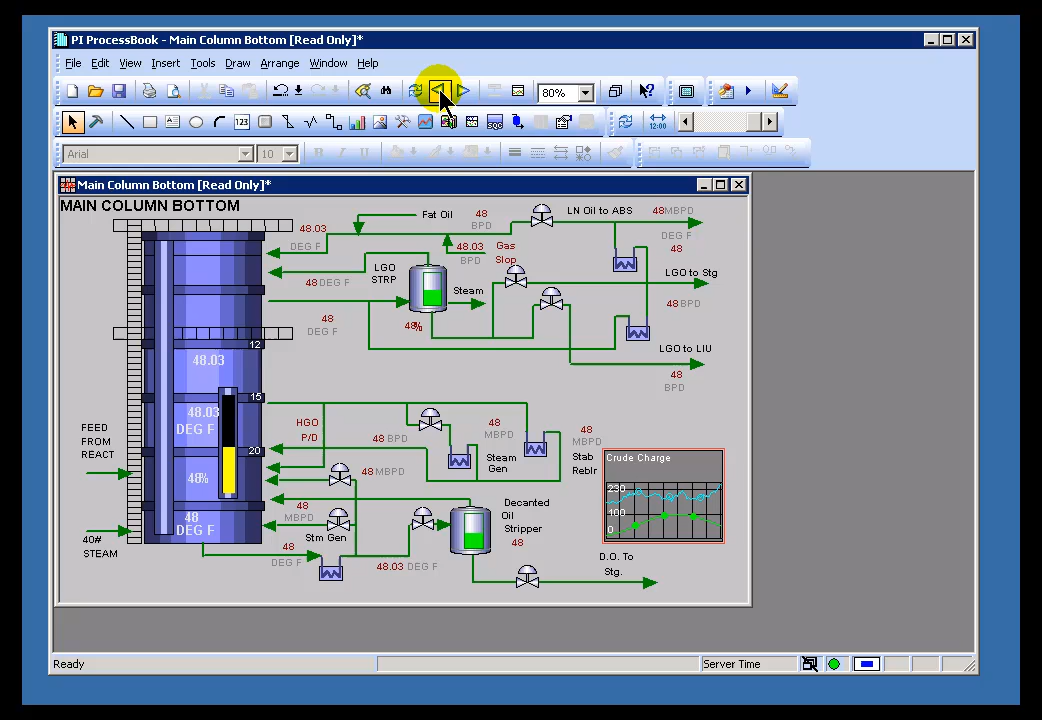 PI ProcessBook - Main Column Bottom [Read Only]*
File Edit View Insert Tools Draw Arrange Window Help
80%
123
SQC
12:00
Arial 10 B I U
Main Column Bottom [Read Only]*
MAIN COLUMN BOTTOM
Fat Oil 48 BPD
LN Oil to ABS 48MBPD
48.03 DEG F
48.03 BPD
Gas Slop
DEG F 48
LGO STRP
LGO to Stg
48 DEG F
Steam
48 BPD
48 DEG F
48%
12
LGO to LIU
48.03
48 BPD
15
48.03 DEG F
HGO P/D
48 BPD
48 MBPD
48 MBPD
FEED FROM REACT
20
Steam Gen
Stab Reblr
Crude Charge
48%
48 MBPD
230
100
0
48 MBPD
Decanted Oil Stripper
48
48 DEG F
Stm Gen
40# STEAM
48 DEG F
48.03 DEG F
D.O. To Stg.
Ready
Server Time